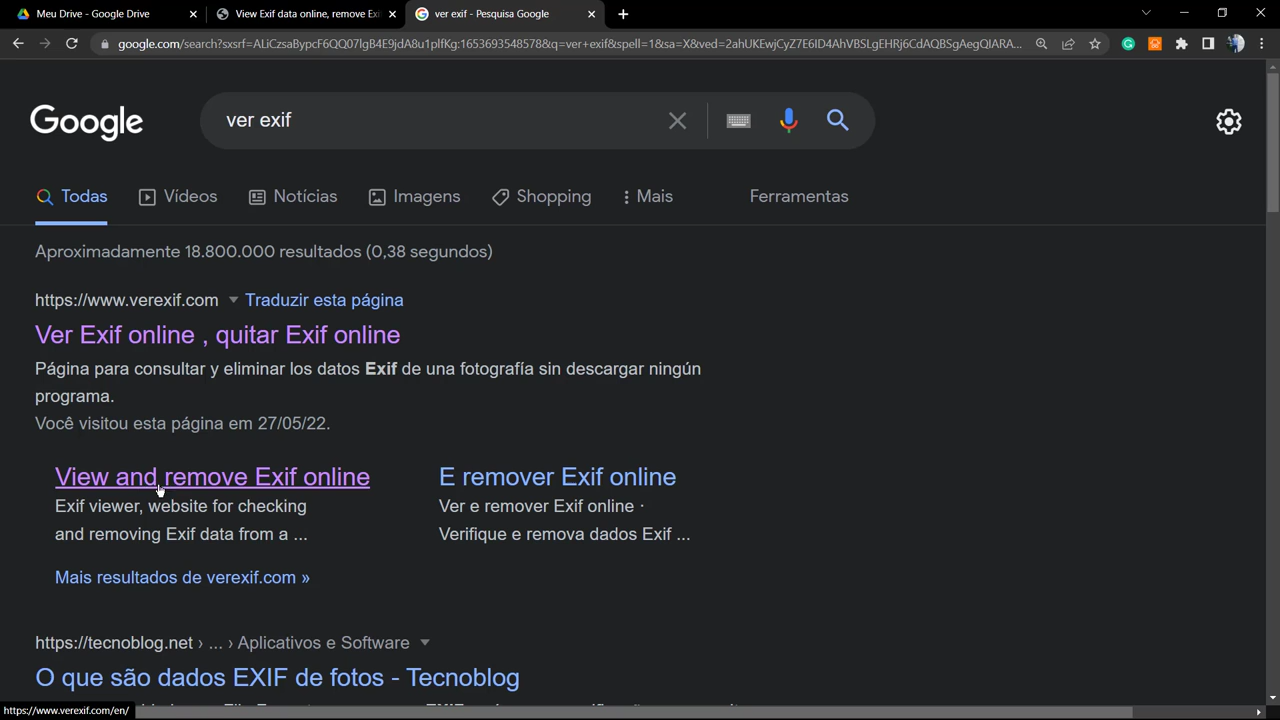 Meu Drive - Google Drive
View Exif data online, remove Exi
ver exif - Pesquisa Google
google.com/search?sxsrf=ALiCzsaBypcF6QQ07lgB4E9jdA8u1plfKg:1653693548578&q=ver+exif&spell=1&sa=X&ved=2ahUKEwjCyZ7E6ID4AhVBSLgEHRj6CdAQBSgAegQIARA...
Google
ver exif
Todas
Vídeos
Notícias
Imagens
Shopping
Mais
Ferramentas
Aproximadamente 18.800.000 resultados (0,38 segundos)
https://www.verexif.com Traduzir esta página
Ver Exif online , quitar Exif online
Página para consultar y eliminar los datos Exif de una fotografía sin descargar ningún
programa.
Você visitou esta página em 27/05/22.
View and remove Exif online
Exif viewer, website for checking
and removing Exif data from a ...
E remover Exif online
Ver e remover Exif online ·
Verifique e remova dados Exif ...
Mais resultados de verexif.com »
https://tecnoblog.net › ... › Aplicativos e Software
O que são dados EXIF de fotos - Tecnoblog
https://www.verexif.com/en/